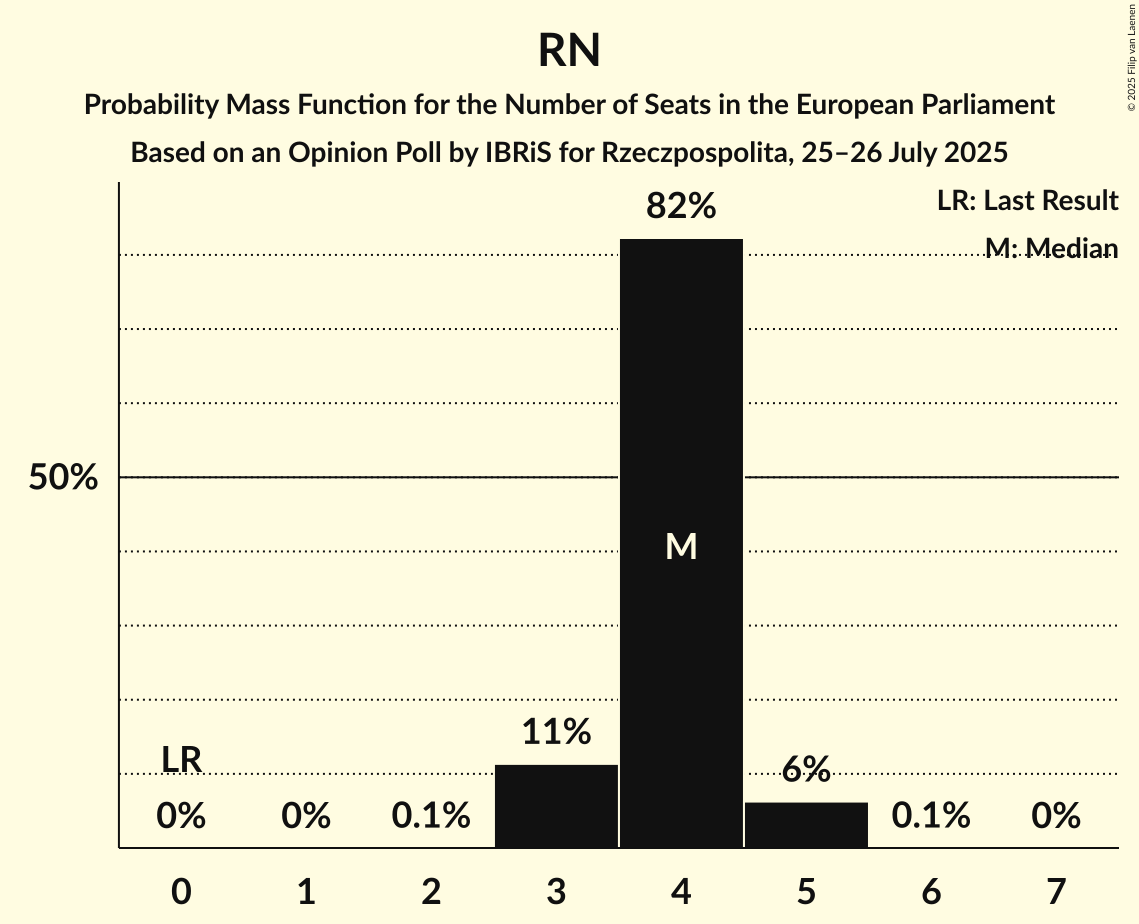 RN
Probability Mass Function for the Number of Seats in the European Parliament
Based on an Opinion Poll by IBRiS for Rzeczpospolita, 25–26 July 2025
© 2025 Filip van Laenen
LR: Last Result
M: Median
82%
50%
M
11%
LR
6%
0%
0%
0.1%
0.1%
0%
0 1 2 3 4 5 6 7